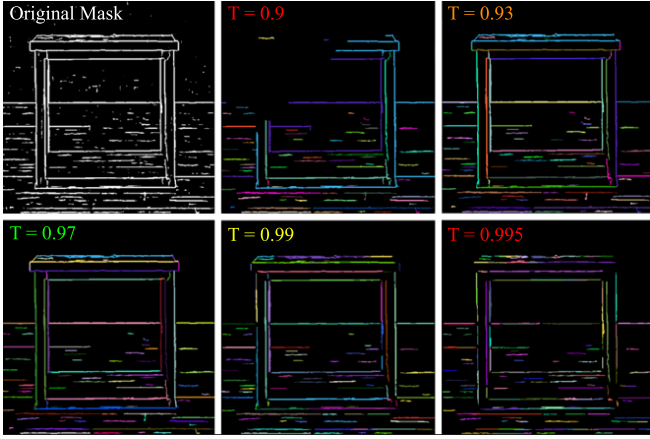 Original Mask
T = 0.9
T = 0.93
T = 0.97
T = 0.99
T = 0.995